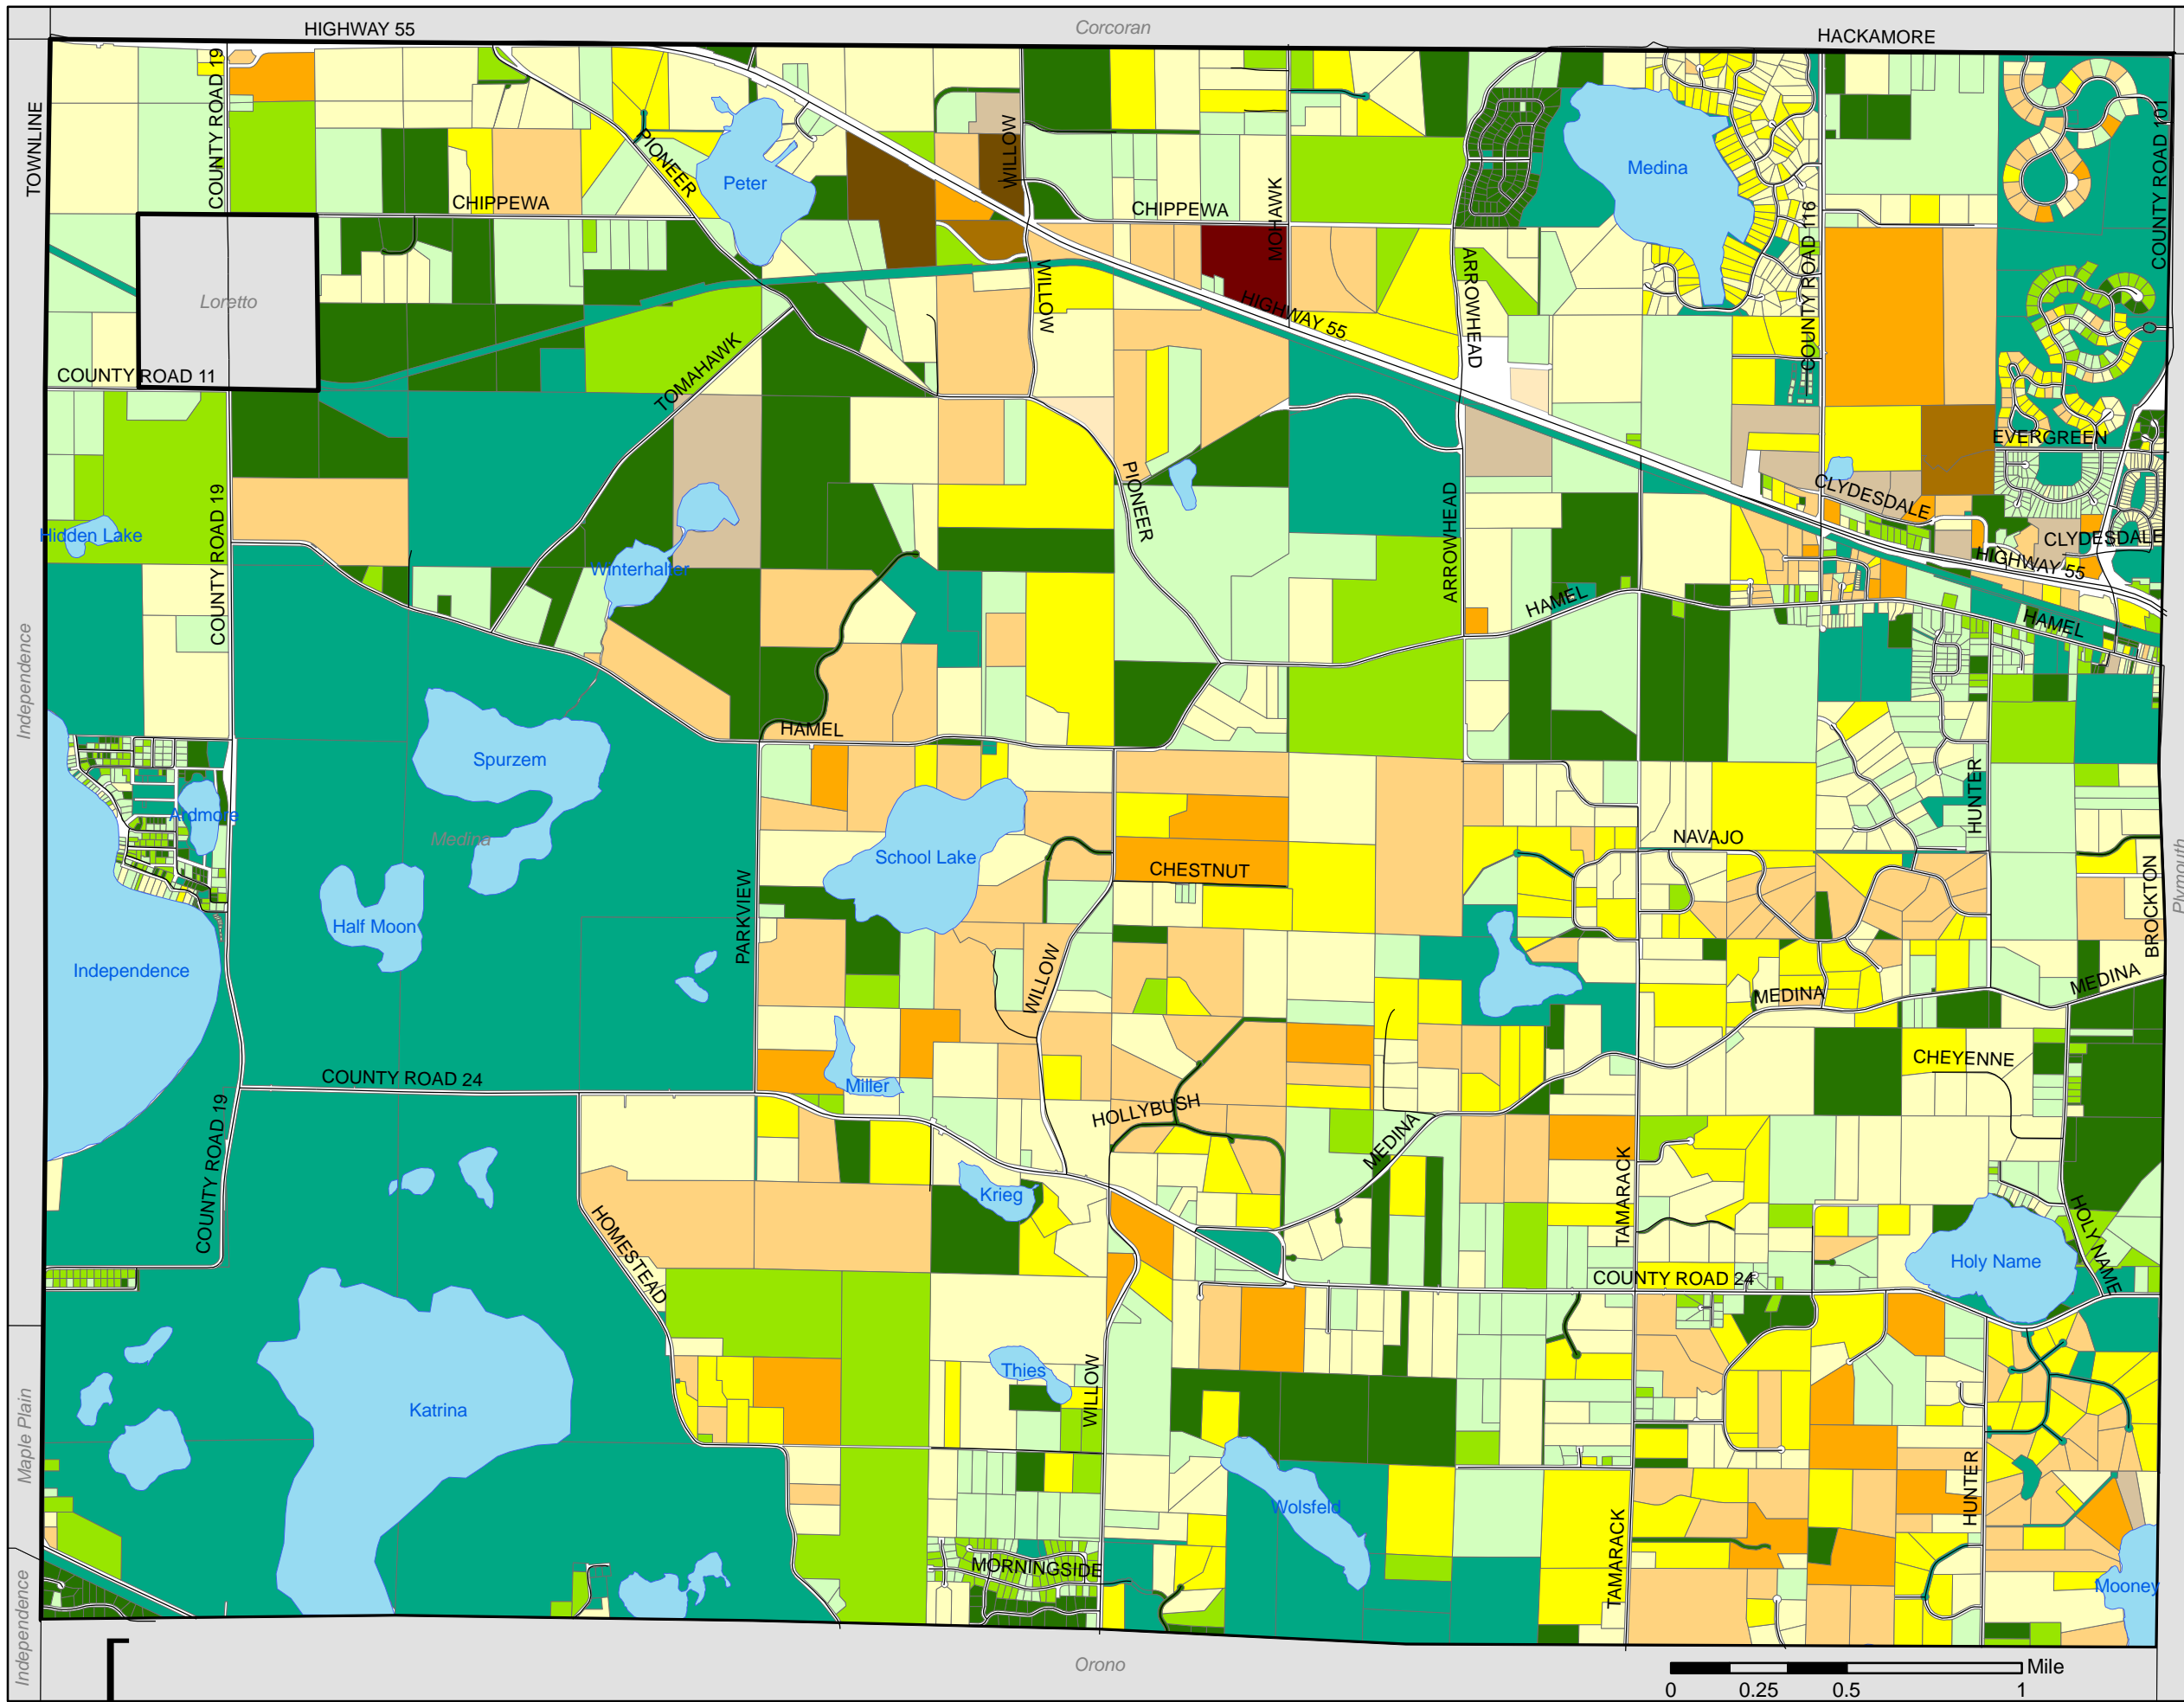 HIGHWAY 55
Corcoran
HACKAMORE
TOWNLINE
COUNTY ROAD 19
PIONEER
Peter
WILLOW
Medina
COUNTY ROAD 101
CHIPPEWA
CHIPPEWA
MOHAWK
COUNTY ROAD 116
Loretto
WILLOW
HIGHWAY 55
ARROWHEAD
COUNTY ROAD 11
TOMAHAWK
EVERGREEN
PIONEER
CLYDESDALE
Hidden Lake
COUNTY ROAD 19
Winterhalter
ARROWHEAD
CLYDESDALE
HIGHWAY 55
HAMEL
HAMEL
Independence
HAMEL
Spurzem
HUNTER
Ardmore
Medina
School Lake
NAVAJO
CHESTNUT
PARKVIEW
BROCKTON
Plymouth
Half Moon
Independence
WILLOW
MEDINA
MEDINA
COUNTY ROAD 24
Miller
CHEYENNE
HOLLYBUSH
MEDINA
COUNTY ROAD 19
TAMARACK
Krieg
HOMESTEAD
HOLY NAME
Holy Name
COUNTY ROAD 24
Thies
WILLOW
Maple Plain
Katrina
HUNTER
Wolsfeld
TAMARACK
MORNINGSIDE
Mooney
Independence
Orono
Mile
0 0.25 0.5 1